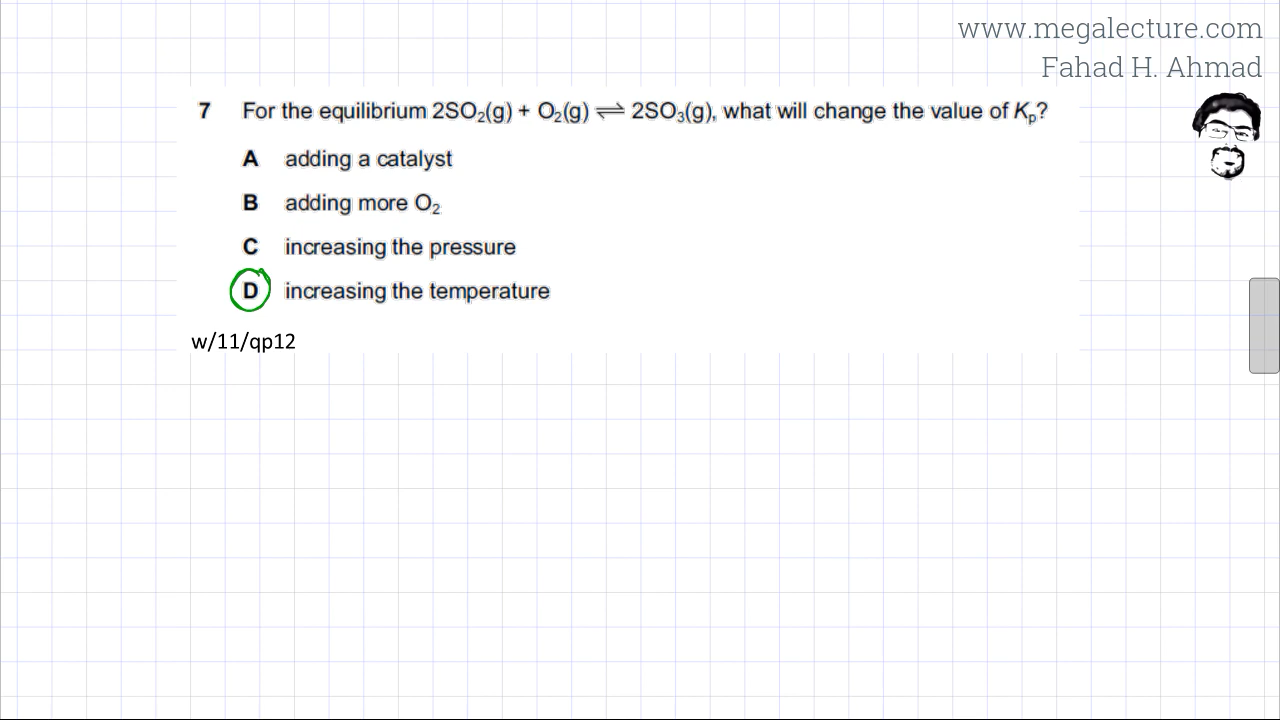 www.megalecture.com
Fahad H. Ahmad
7 For the equilibrium 2SO₂(g) + O₂(g) ⇌ 2SO₃(g), what will change the value of Kₚ?
A adding a catalyst
B adding more O₂
C increasing the pressure
D increasing the temperature
w/11/qp12